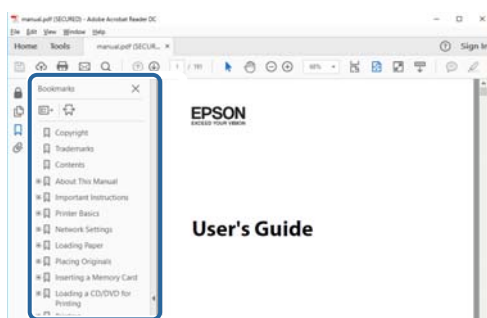 manual.pdf (SECURED) - Adobe Acrobat Reader DC
File Edit View Window Help
Home Tools manual.pdf (SECUR... × Sign In
1 / 191
Bookmarks
EPSON
EXCEED YOUR VISION
Copyright
Trademarks
Contents
About This Manual
Important Instructions
Printer Basics
Network Settings
User's Guide
Loading Paper
Placing Originals
Inserting a Memory Card
Loading a CD/DVD for
Printing